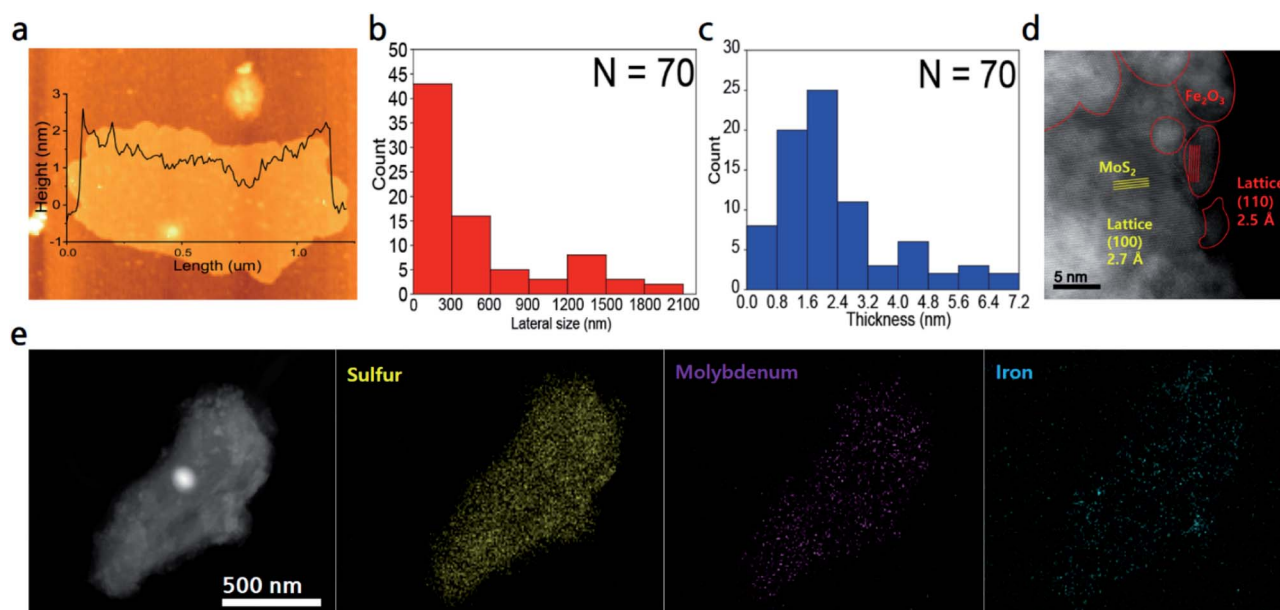 a
3
2
1
0
-1
Height (nm)
0.0
0.5
1.0
Length (um)
b
N = 70
50
45
40
35
30
25
20
15
10
5
0
Count
0 300 600 900 1200 1500 1800 2100
Lateral size (nm)
c
N = 70
30
25
20
15
10
5
0
Count
0.0 0.8 1.6 2.4 3.2 4.0 4.8 5.6 6.4 7.2
Thickness (nm)
d
Fe₂O₃
MoS₂
Lattice
(110)
2.5 Å
Lattice
(100)
2.7 Å
5 nm
e
500 nm
Sulfur
Molybdenum
Iron